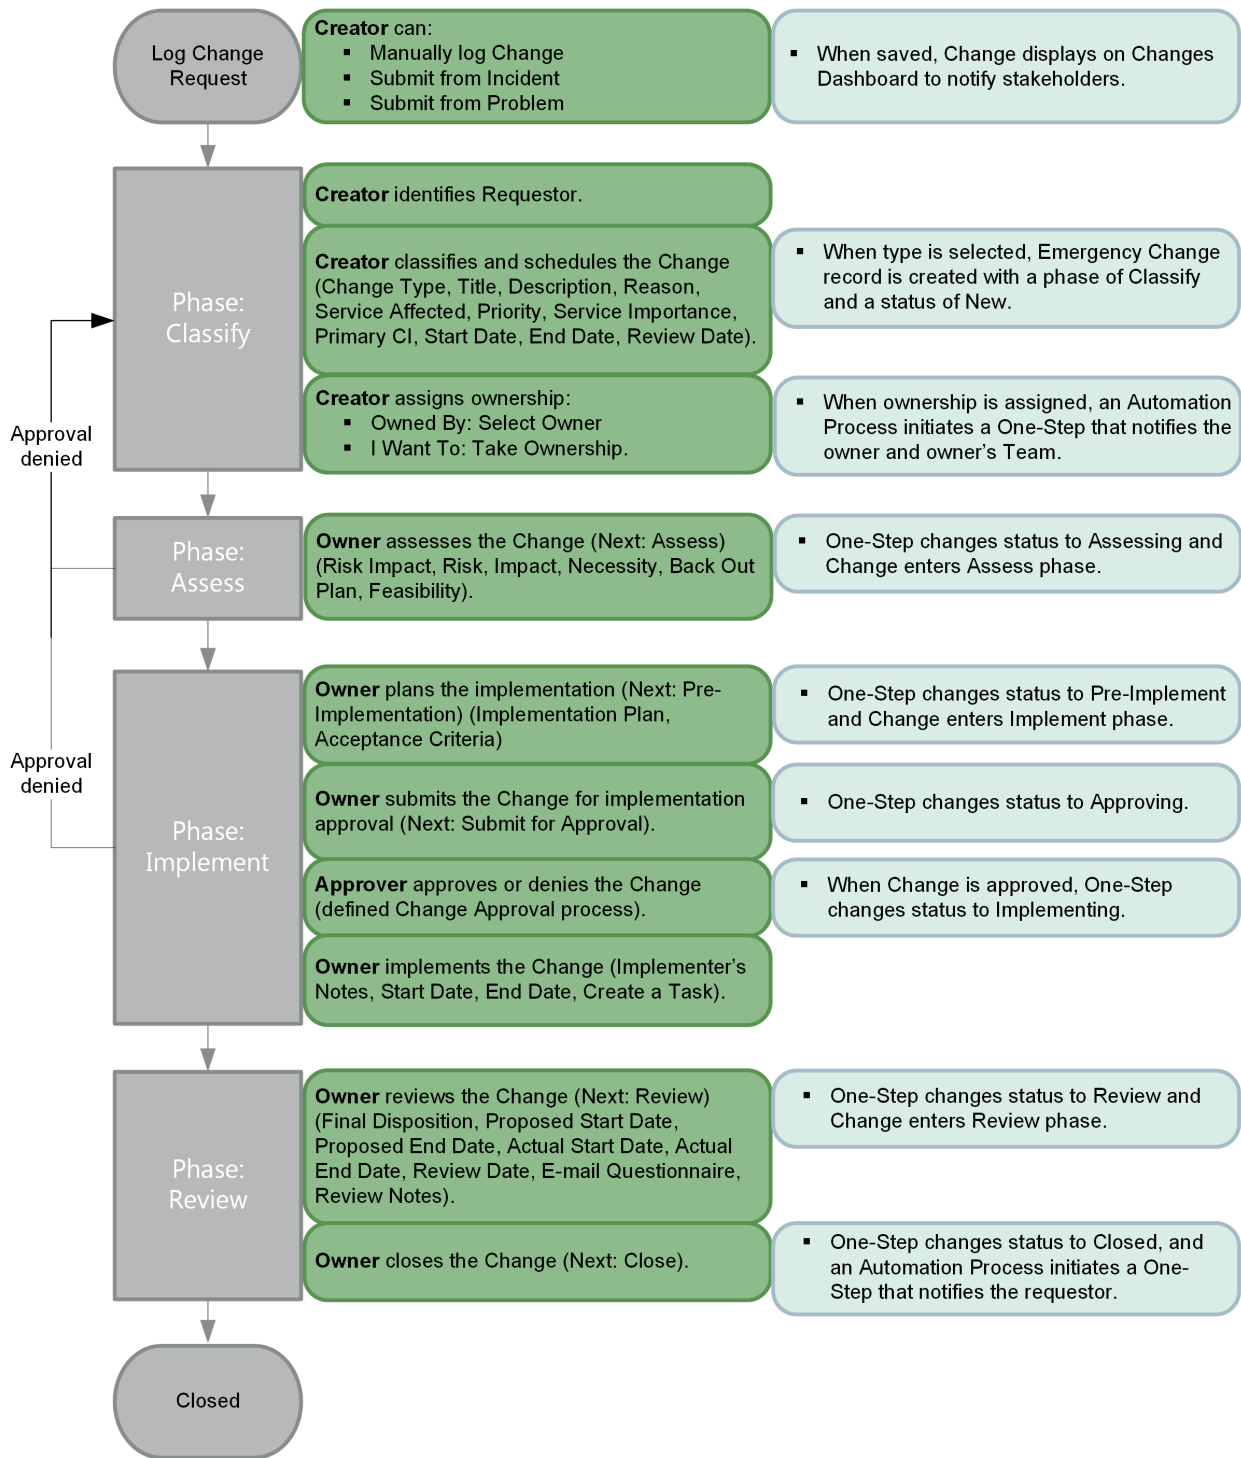 Log Change
Request
Creator can:
▪ Manually log Change
▪ Submit from Incident
▪ Submit from Problem
▪ When saved, Change displays on Changes
Dashboard to notify stakeholders.
Phase:
Classify
Creator identifies Requestor.
Creator classifies and schedules the Change
(Change Type, Title, Description, Reason,
Service Affected, Priority, Service Importance,
Primary CI, Start Date, End Date, Review Date).
▪ When type is selected, Emergency Change
record is created with a phase of Classify
and a status of New.
Creator assigns ownership:
▪ Owned By: Select Owner
▪ I Want To: Take Ownership.
▪ When ownership is assigned, an Automation
Process initiates a One-Step that notifies the
owner and owner’s Team.
Approval
denied
Phase:
Assess
Owner assesses the Change (Next: Assess)
(Risk Impact, Risk, Impact, Necessity, Back Out
Plan, Feasibility).
▪ One-Step changes status to Assessing and
Change enters Assess phase.
Approval
denied
Phase:
Implement
Owner plans the implementation (Next: Pre-
Implementation) (Implementation Plan,
Acceptance Criteria)
▪ One-Step changes status to Pre-Implement
and Change enters Implement phase.
Owner submits the Change for implementation
approval (Next: Submit for Approval).
▪ One-Step changes status to Approving.
Approver approves or denies the Change
(defined Change Approval process).
▪ When Change is approved, One-Step
changes status to Implementing.
Owner implements the Change (Implementer’s
Notes, Start Date, End Date, Create a Task).
Phase:
Review
Owner reviews the Change (Next: Review)
(Final Disposition, Proposed Start Date,
Proposed End Date, Actual Start Date, Actual
End Date, Review Date, E-mail Questionnaire,
Review Notes).
▪ One-Step changes status to Review and
Change enters Review phase.
Owner closes the Change (Next: Close).
▪ One-Step changes status to Closed, and
an Automation Process initiates a One-
Step that notifies the requestor.
Closed